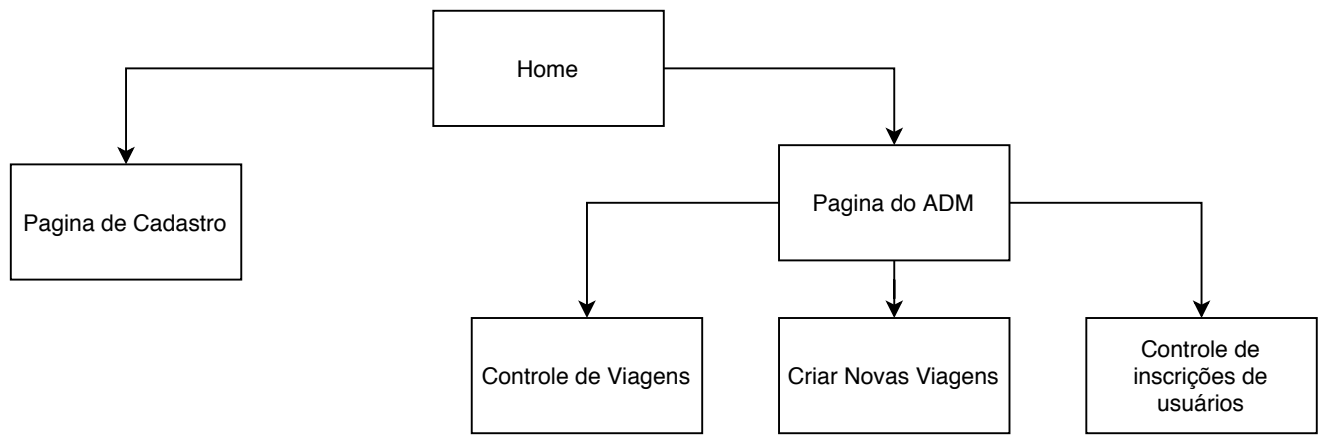 Home
Pagina de Cadastro
Pagina do ADM
Controle de Viagens
Criar Novas Viagens
Controle de
inscrições de
usuários